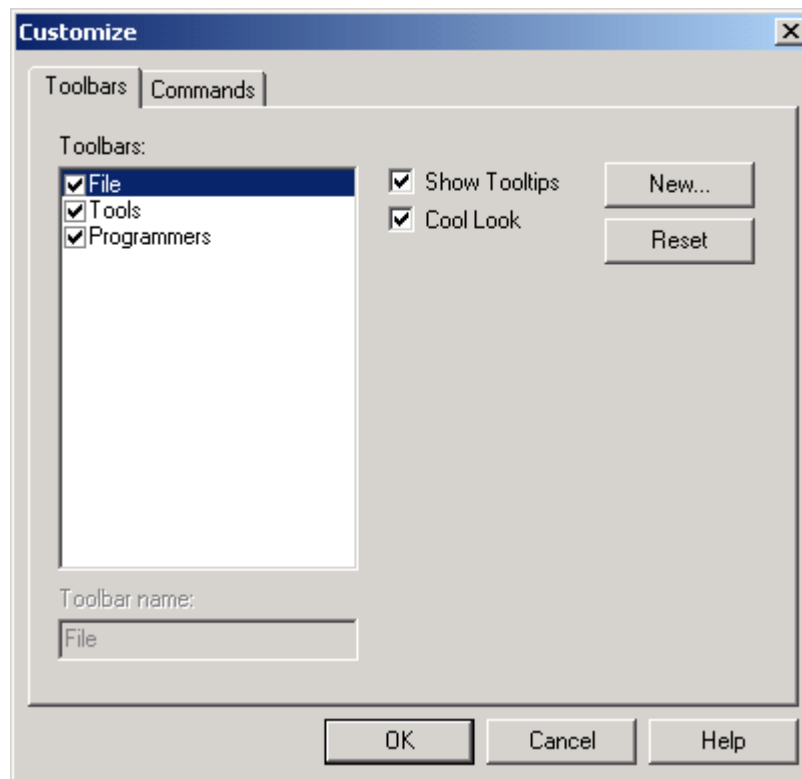 Customize
Toolbars
Commands
Toolbars:
File
Tools
Programmers
Show Tooltips
Cool Look
New...
Reset
Toolbar name:
File
OK
Cancel
Help